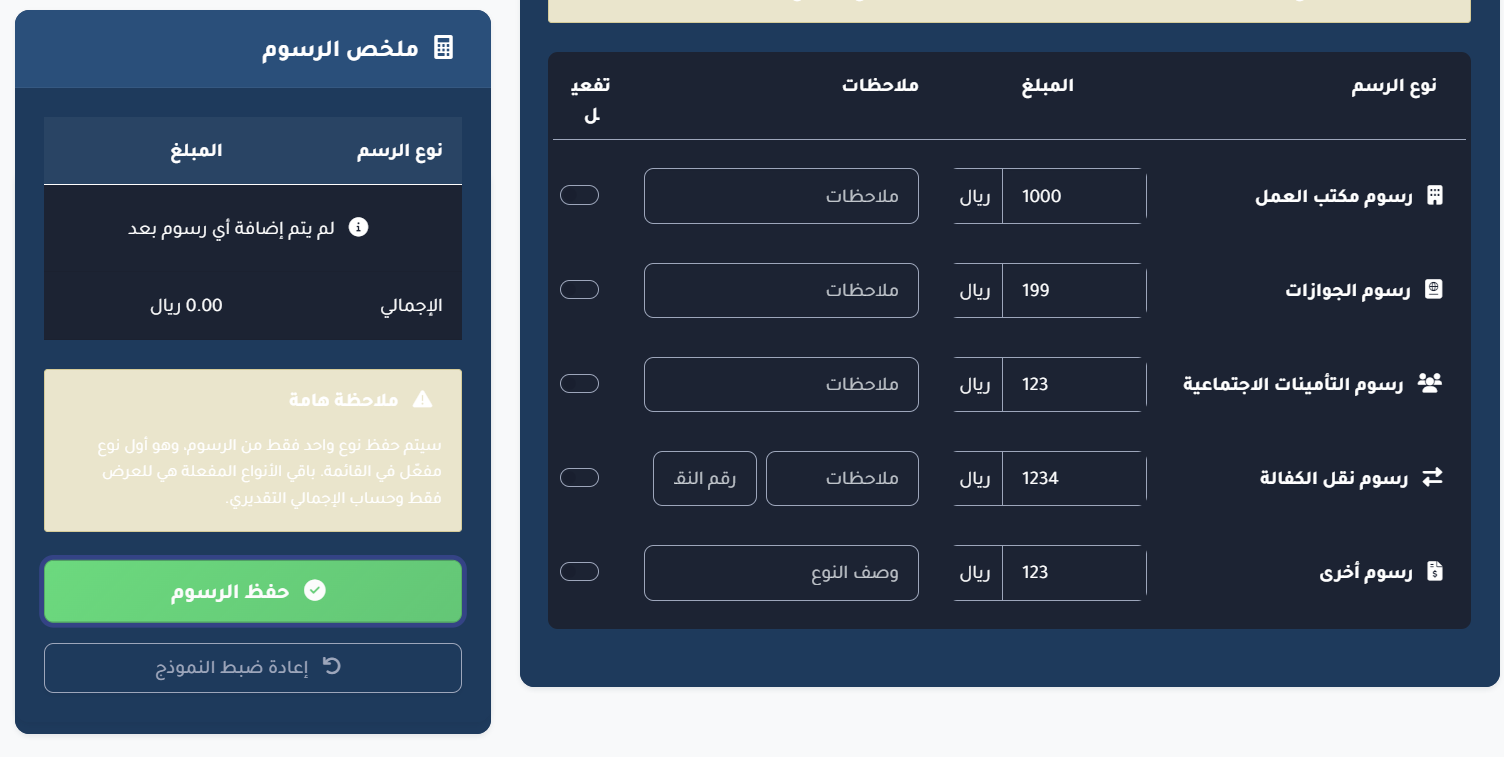 نوع الرسم
المبلغ
ملاحظات
تفعي
ل
رسوم مكتب العمل
1000
ريال
ملاحظات
رسوم الجوازات
199
ريال
ملاحظات
رسوم التأمينات الاجتماعية
123
ريال
ملاحظات
رسوم نقل الكفالة
1234
ريال
ملاحظات
رقم النق
رسوم أخرى
123
ريال
وصف النوع
ملخص الرسوم
نوع الرسم
المبلغ
لم يتم إضافة أي رسوم بعد
الإجمالي
0.00 ريال
ملاحظة هامة
سيتم حفظ نوع واحد فقط من الرسوم، وهو أول نوع
مفعّل في القائمة. باقي الأنواع المفعلة هي للعرض
فقط وحساب الإجمالي التقديري.
حفظ الرسوم
إعادة ضبط النموذج